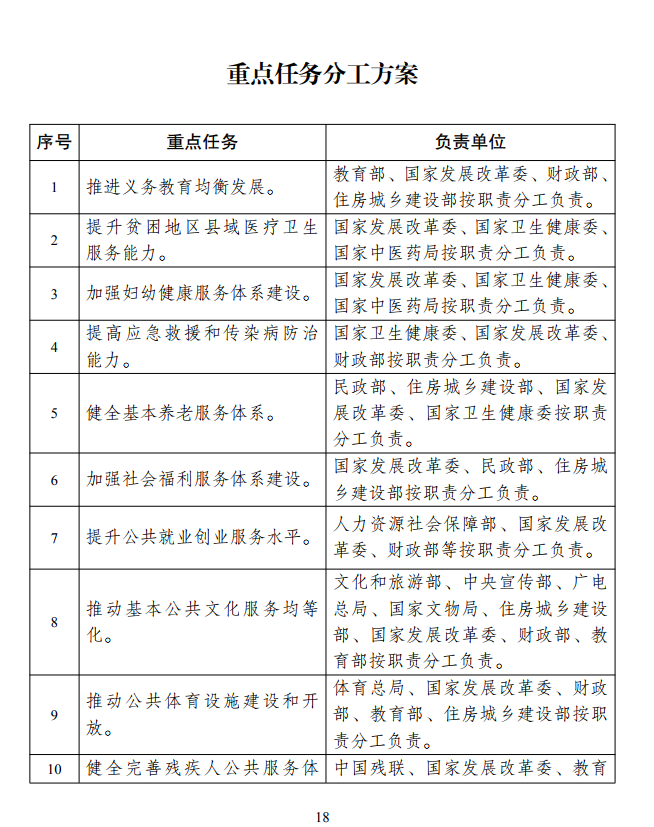 重点任务分工方案
序号 重点任务 负责单位
1 推进义务教育均衡发展。 教育部、国家发展改革委、财政部、
住房城乡建设部按职责分工负责。
2 提升贫困地区县域医疗卫生
服务能力。 国家发展改革委、国家卫生健康委、
国家中医药局按职责分工负责。
3 加强妇幼健康服务体系建设。 国家发展改革委、国家卫生健康委、
国家中医药局按职责分工负责。
4 提高应急救援和传染病防治
能力。 国家卫生健康委、国家发展改革委、
财政部按职责分工负责。
5 健全基本养老服务体系。 民政部、住房城乡建设部、国家发
展改革委、国家卫生健康委按职责
分工负责。
6 加强社会福利服务体系建设。 国家发展改革委、民政部、住房城
乡建设部按职责分工负责。
7 提升公共就业创业服务水平。 人力资源社会保障部、国家发展改
革委、财政部等按职责分工负责。
8 推动基本公共文化服务均等
化。 文化和旅游部、中央宣传部、广电
总局、国家文物局、住房城乡建设
部、国家发展改革委、财政部、教
育部按职责分工负责。
9 推动公共体育设施建设和开
放。 体育总局、国家发展改革委、财政
部、教育部、住房城乡建设部按职
责分工负责。
10 健全完善残疾人公共服务体 中国残联、国家发展改革委、教育
18